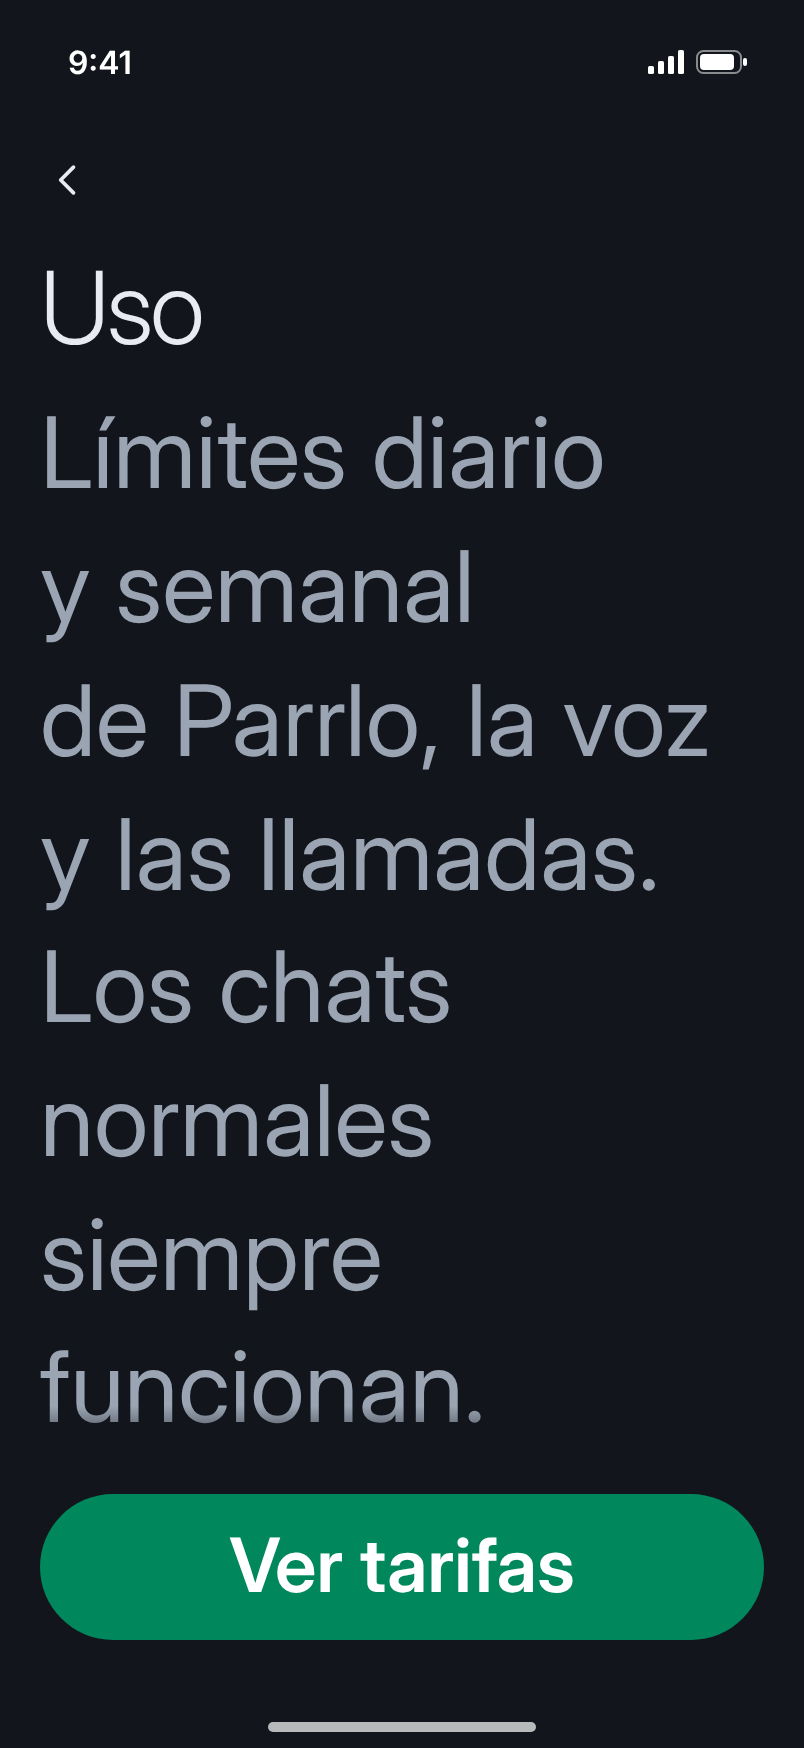 9:41
Uso
Límites diario
y semanal
de Parrlo, la voz
y las llamadas.
Los chats
normales
siempre
funcionan.
Ver tarifas